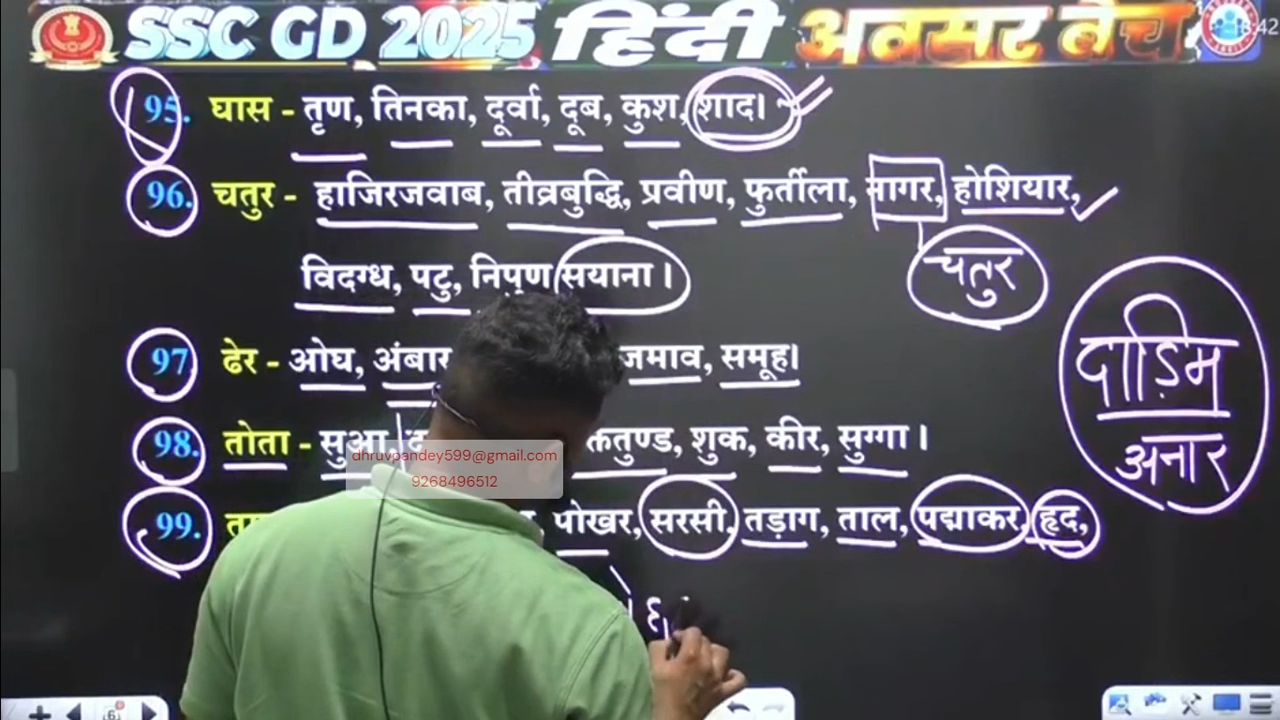 SSC GD 2025 हिंदी अवसर बैच
95. घास - तृण, तिनका, दूर्वा, दूब, कुश, शाद।
96. चतुर - हाजिरजवाब, तीव्रबुद्धि, प्रवीण, फुर्तीला, नागर, होशियार,
विदग्ध, पटु, निपुण सयाना।
चतुर
97. ढेर - ओघ, अंबार जमाव, समूह।
दाड़िम
अनार
98. तोता - सुआ, शुक, कीर, सुग्गा।
dhruvpandey599@gmail.com
9268496512
99. पोखर, सरसी, तड़ाग, ताल, पद्माकर, हृद,